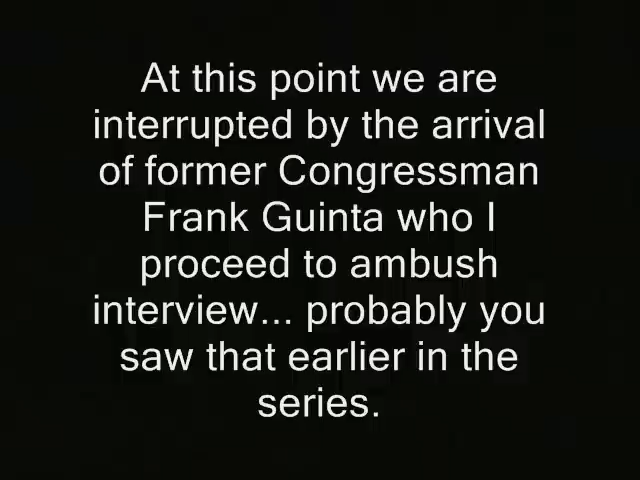 At this point we are
interrupted by the arrival
of former Congressman
Frank Guinta who I
proceed to ambush
interview... probably you
saw that earlier in the
series.